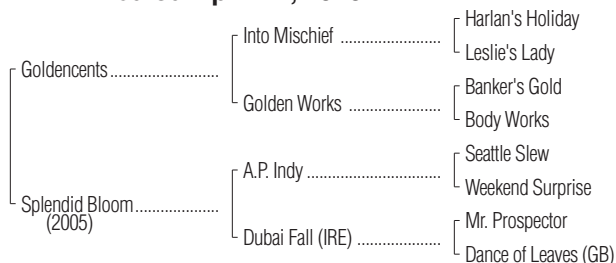 Goldencents
Into Mischief
Harlan's Holiday
Leslie's Lady
Golden Works
Banker's Gold
Body Works
Splendid Bloom
(2005)
A.P. Indy
Seattle Slew
Weekend Surprise
Dubai Fall (IRE)
Mr. Prospector
Dance of Leaves (GB)